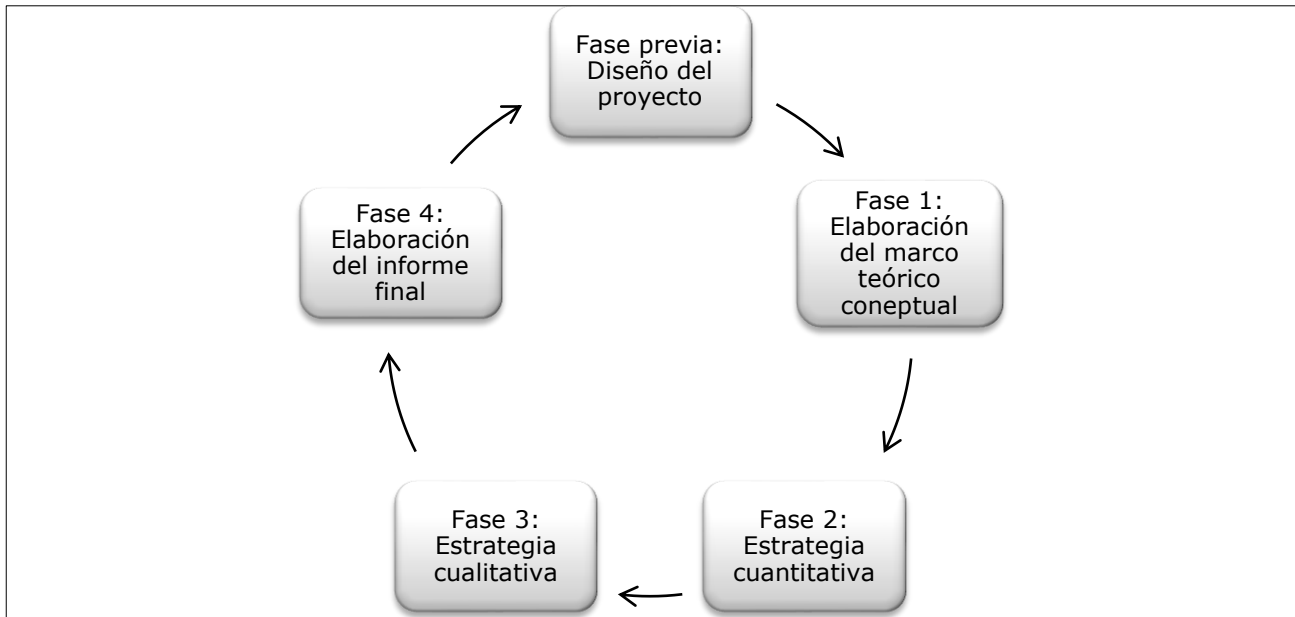 Fase previa:
Diseño del
proyecto
Fase 1:
Elaboración
del marco
teórico
coneptual
Fase 2:
Estrategia
cuantitativa
Fase 3:
Estrategia
cualitativa
Fase 4:
Elaboración
del informe
final